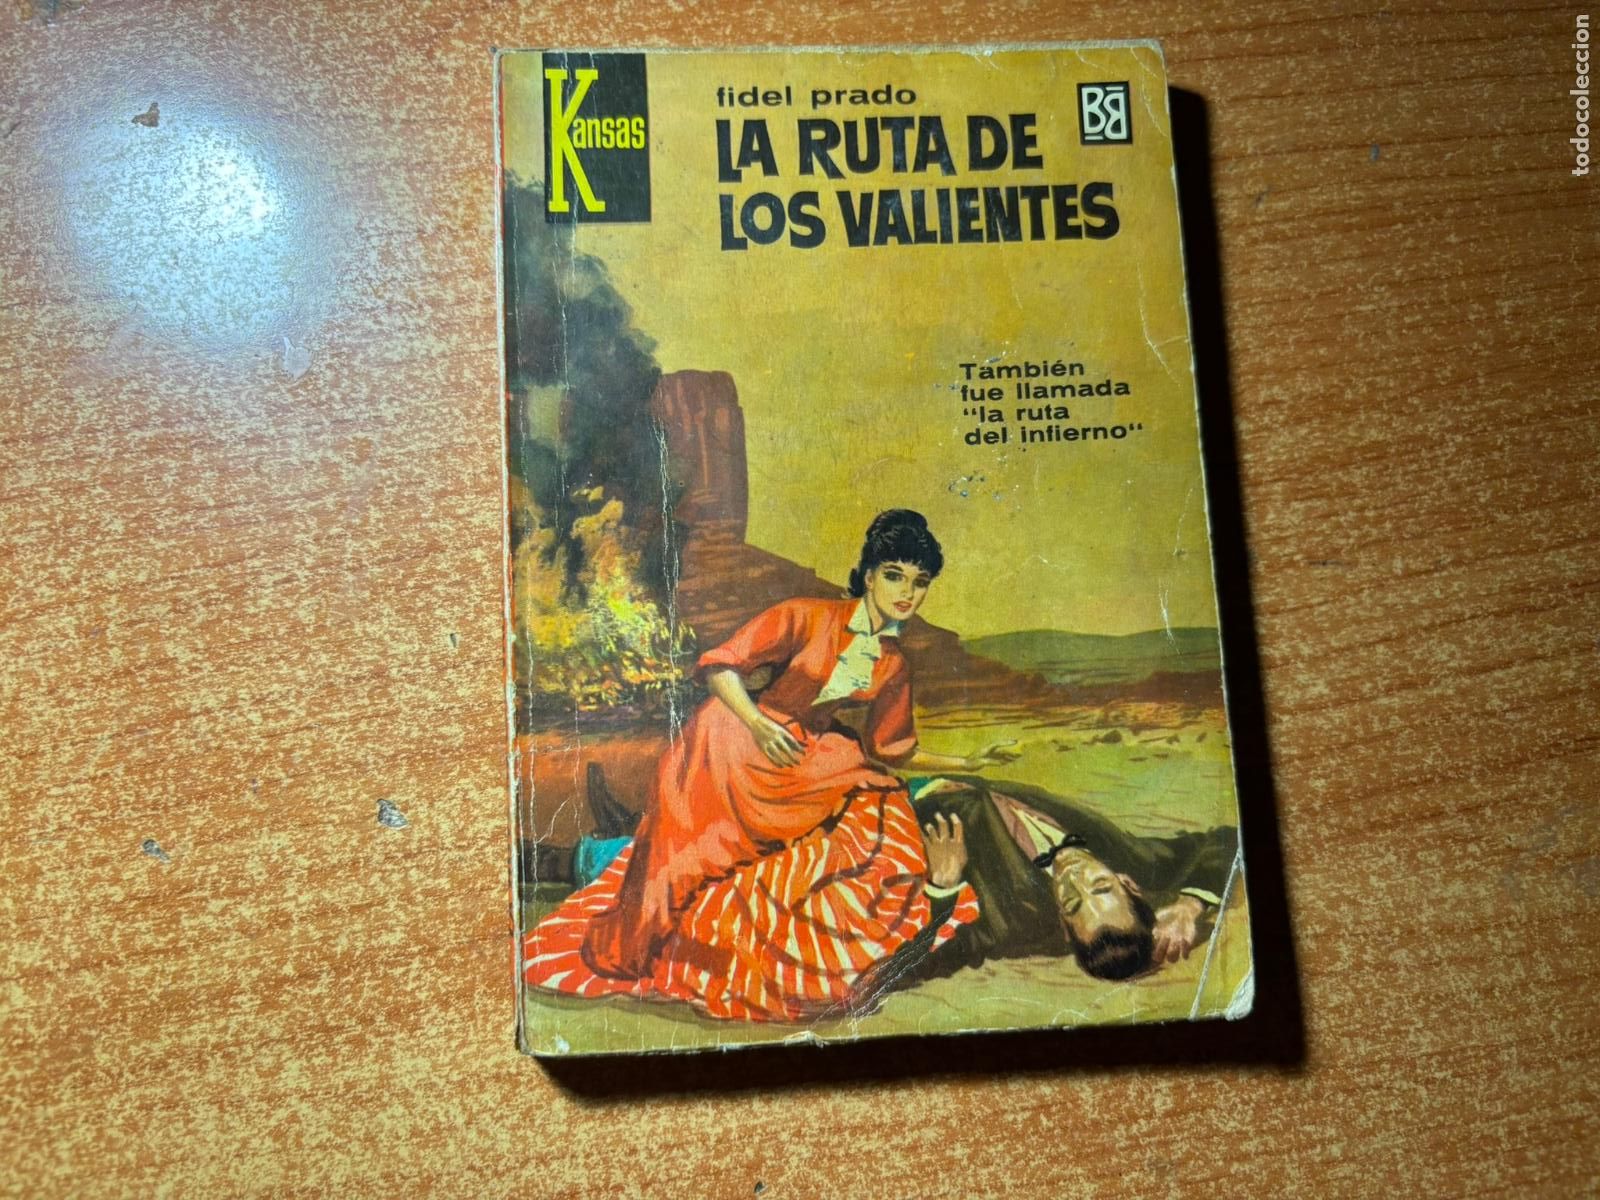 Kansas
fidel prado
LA RUTA DE
LOS VALIENTES
BB
También
fue llamada
"la ruta
del infierno"
todocoleccion